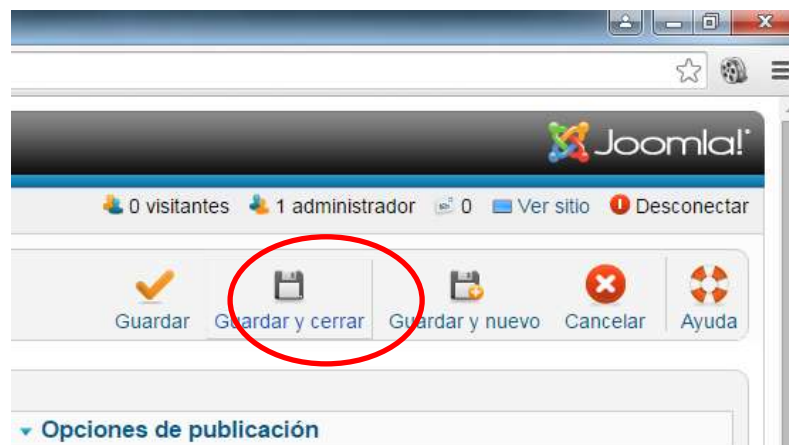 Joomla!
0 visitantes 1 administrador 0 Ver sitio Desconectar
Guardar Guardar y cerrar Guardar y nuevo Cancelar Ayuda
Opciones de publicación